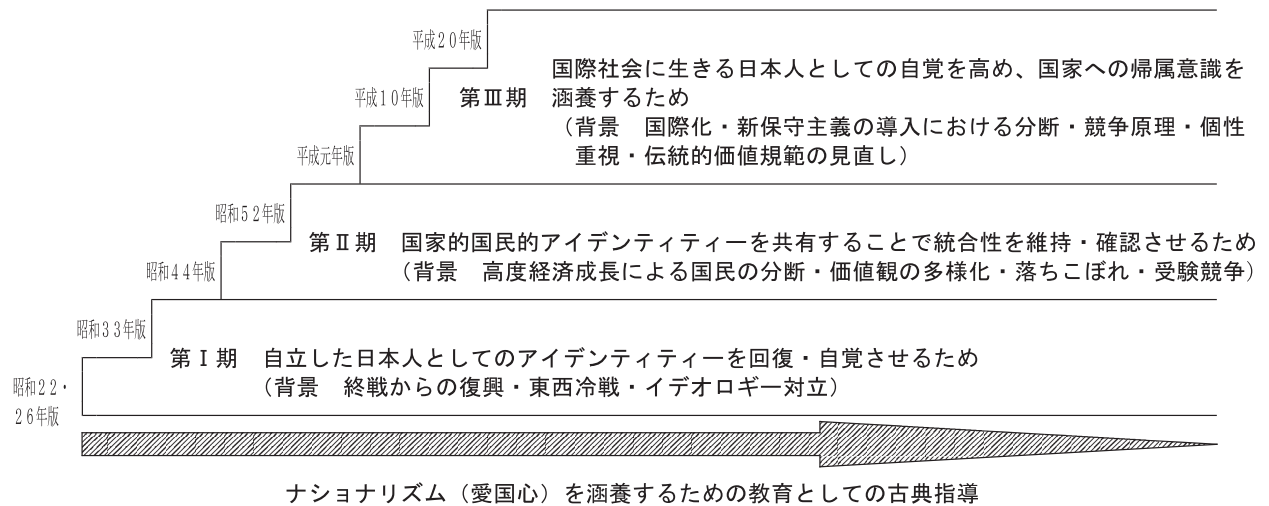 平成２０年版
国際社会に生きる日本人としての自覚を高め、国家への帰属意識を
平成１０年版
第Ⅲ期　涵養するため
（背景　国際化・新保守主義の導入における分断・競争原理・個性
平成元年版
重視・伝統的価値規範の見直し）
昭和５２年版
第Ⅱ期　国家的国民的アイデンティティーを共有することで統合性を維持・確認させるため
昭和４４年版
（背景　高度経済成長による国民の分断・価値観の多様化・落ちこぼれ・受験競争）
昭和３３年版
第Ⅰ期　自立した日本人としてのアイデンティティーを回復・自覚させるため
昭和２２・
（背景　終戦からの復興・東西冷戦・イデオロギー対立）
２６年版
ナショナリズム（愛国心）を涵養するための教育としての古典指導